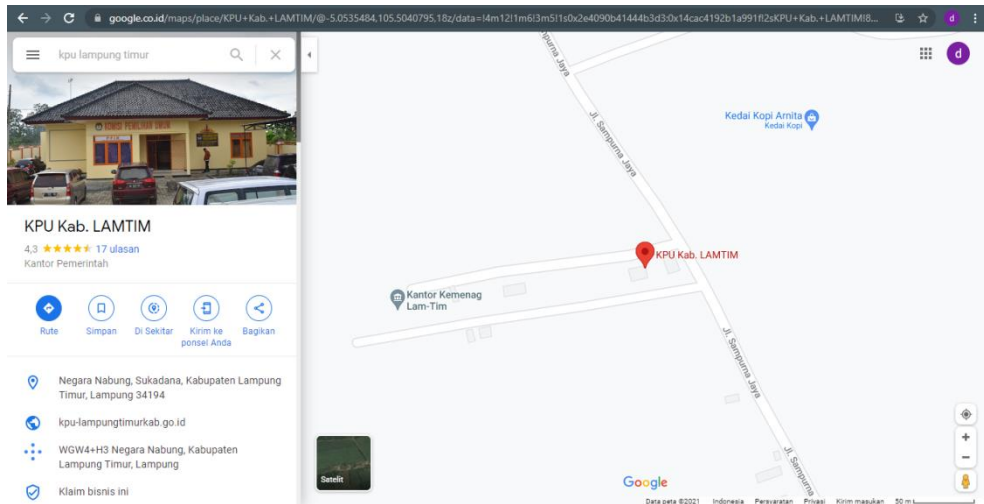 google.co.id/maps/place/KPU+Kab.+LAMTIM/@-5.0535484,105.5040795,18z/data=!4m12!1m6!3m5!1s0x2e4090b41444b3d3:0x14cac4192b1a991f!2sKPU+Kab.+LAMTIM!8...
d
kpu lampung timur
KOMISI PEMILIHAN UMUM
KPU Kab. LAMTIM
4,3 17 ulasan
Kantor Pemerintah
Rute
Simpan
Di Sekitar
Kirim ke
ponsel Anda
Bagikan
Negara Nabung, Sukadana, Kabupaten Lampung
Timur, Lampung 34194
kpu-lampungtimurkab.go.id
WGW4+H3 Negara Nabung, Kabupaten
Lampung Timur, Lampung
Klaim bisnis ini
Jl. Sampurna Jaya
Kedai Kopi Arnita
Kedai Kopi
d
KPU Kab. LAMTIM
Kantor Kemenag
Lam-Tim
Jl. Sampurna Jaya
Jl. Sampurna
Satelit
Google
Data peta ©2021 Indonesia Persyaratan Privasi Kirim masukan 50 m